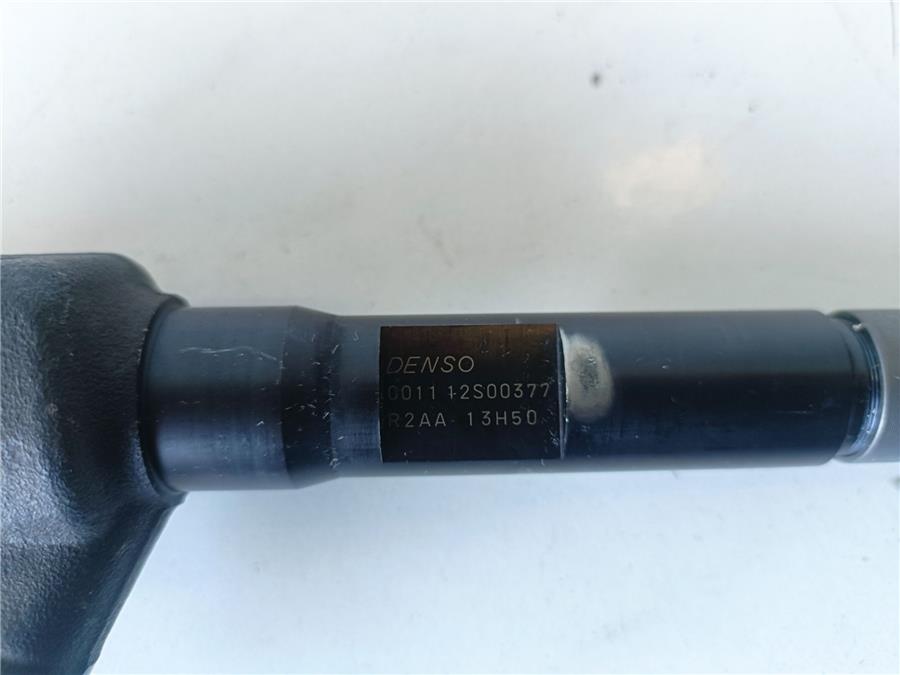 DENSO
0011 12S00377
R2AA 13H50